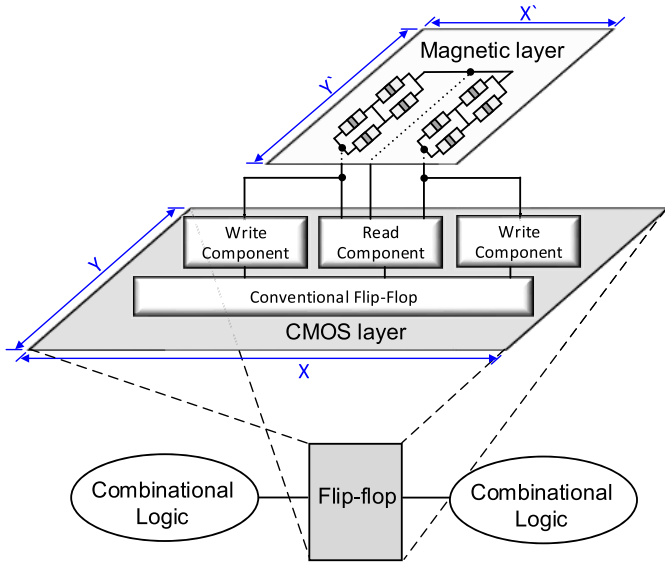 X`
Magnetic layer
Y`
Write
Component
Read
Component
Write
Component
Y
Conventional Flip-Flop
CMOS layer
X
Combinational
Logic
Flip-flop
Combinational
Logic